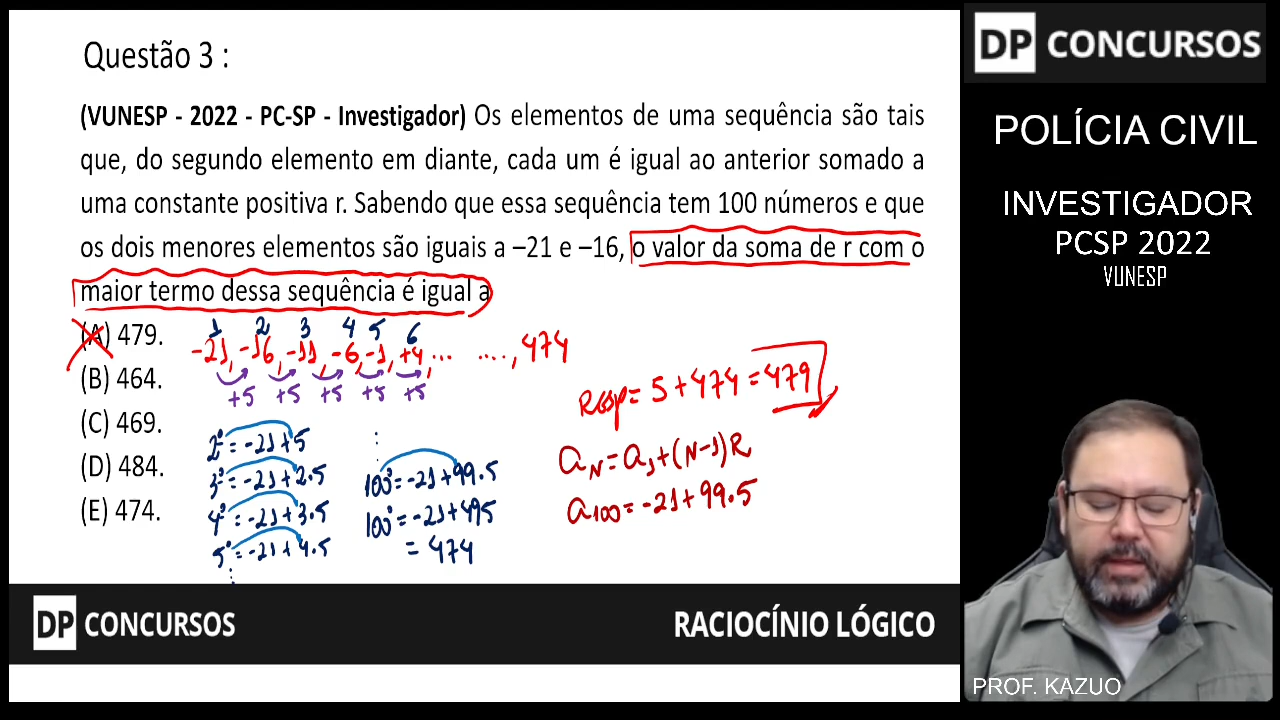 Questão 3 :
(VUNESP - 2022 - PC-SP - Investigador) Os elementos de uma sequência são tais
que, do segundo elemento em diante, cada um é igual ao anterior somado a
uma constante positiva r. Sabendo que essa sequência tem 100 números e que
os dois menores elementos são iguais a –21 e –16, o valor da soma de r com o
maior termo dessa sequência é igual a
(A) 479.
(B) 464.
(C) 469.
(D) 484.
(E) 474.
1 2 3 4 5 6
-21, -16, -11, -6, -1, +4, ... ...., 474
+5 +5 +5 +5 +5
Resp = 5 + 474 = 479
2º = -21+5
3º = -21+2.5
4º = -21+3.5
5º = -21+4.5
100º = -21+99.5
100º = -21+495
= 474
aN = a1 + (N-1)R
a100 = -21 + 99.5
DP CONCURSOS
RACIOCÍNIO LÓGICO
DP CONCURSOS
POLÍCIA CIVIL
INVESTIGADOR
PCSP 2022
VUNESP
PROF. KAZUO